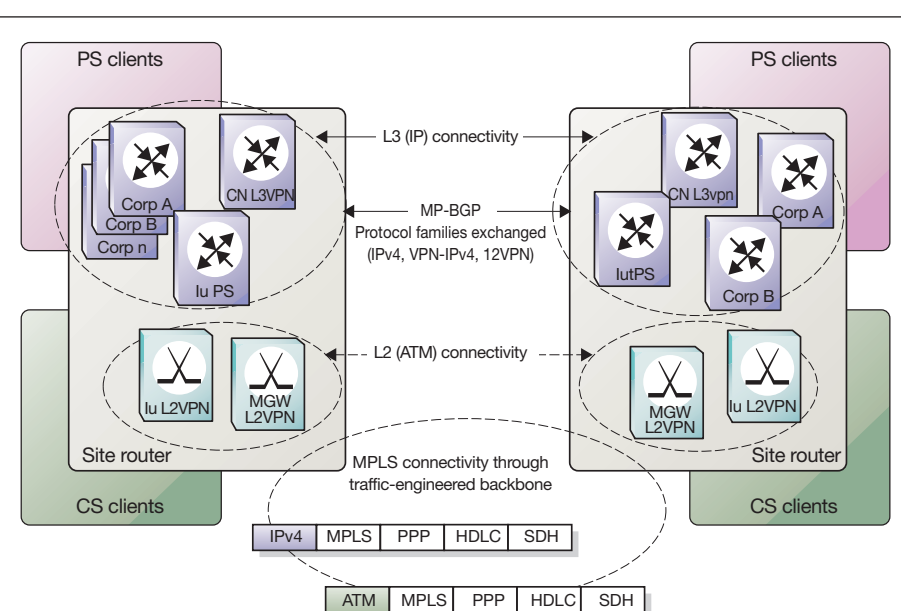 PS clients
PS clients
L3 (IP) connectivity
CN L3VPN
Corp A
Corp B
Corp n
Iu PS
CN L3vpn
Corp A
IutPS
Corp B
MP-BGP
Protocol families exchanged
(IPv4, VPN-IPv4, 12VPN)
L2 (ATM) connectivity
Iu L2VPN
MGW
L2VPN
MGW
L2VPN
Iu L2VPN
Site router
MPLS connectivity through
traffic-engineered backbone
Site router
CS clients
CS clients
IPv4 MPLS PPP HDLC SDH
ATM MPLS PPP HDLC SDH